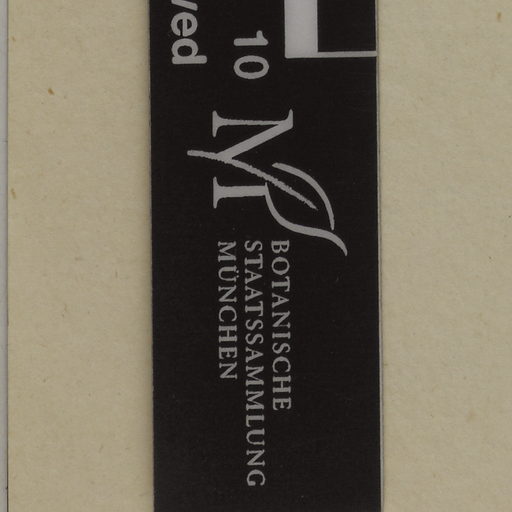 ved
10
BOTANISCHE
STAATSSAMMLUNG
MÜNCHEN